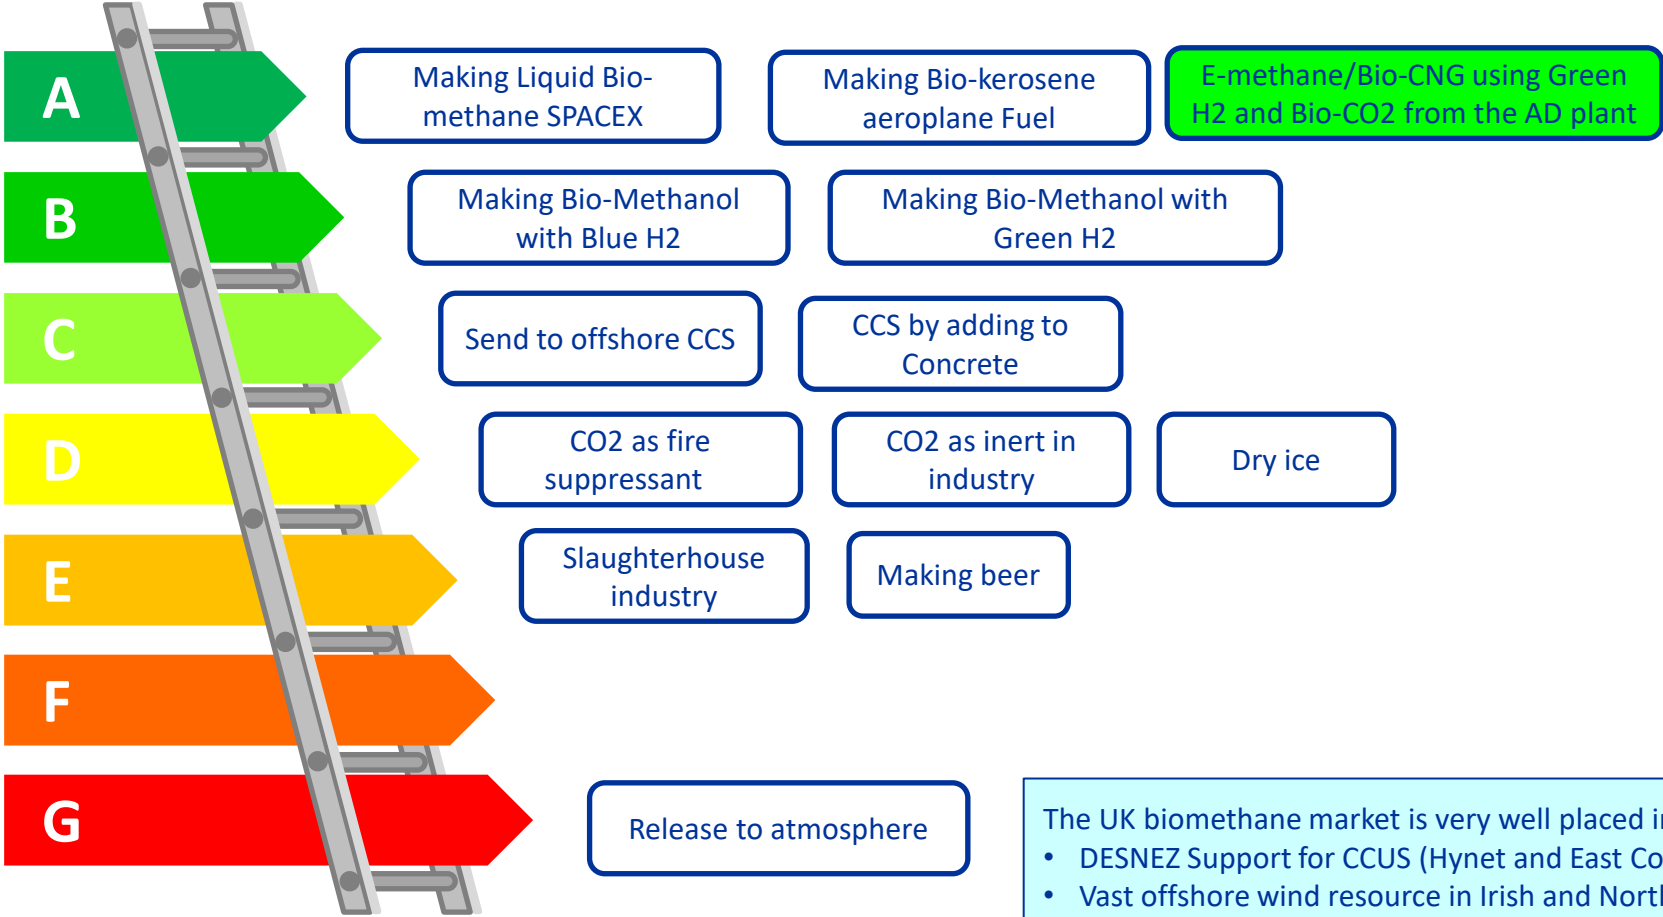 A
Making Liquid Bio-
methane SPACEX
Making Bio-kerosene
aeroplane Fuel
E-methane/Bio-CNG using Green
H2 and Bio-CO2 from the AD plant
B
Making Bio-Methanol
with Blue H2
Making Bio-Methanol with
Green H2
C
Send to offshore CCS
CCS by adding to
Concrete
D
CO2 as fire
suppressant
CO2 as inert in
industry
Dry ice
E
Slaughterhouse
industry
Making beer
F
G
Release to atmosphere
The UK biomethane market is very well placed
• DESNEZ Support for CCUS (Hynet and East
• Vast offshore wind resource in Irish and North